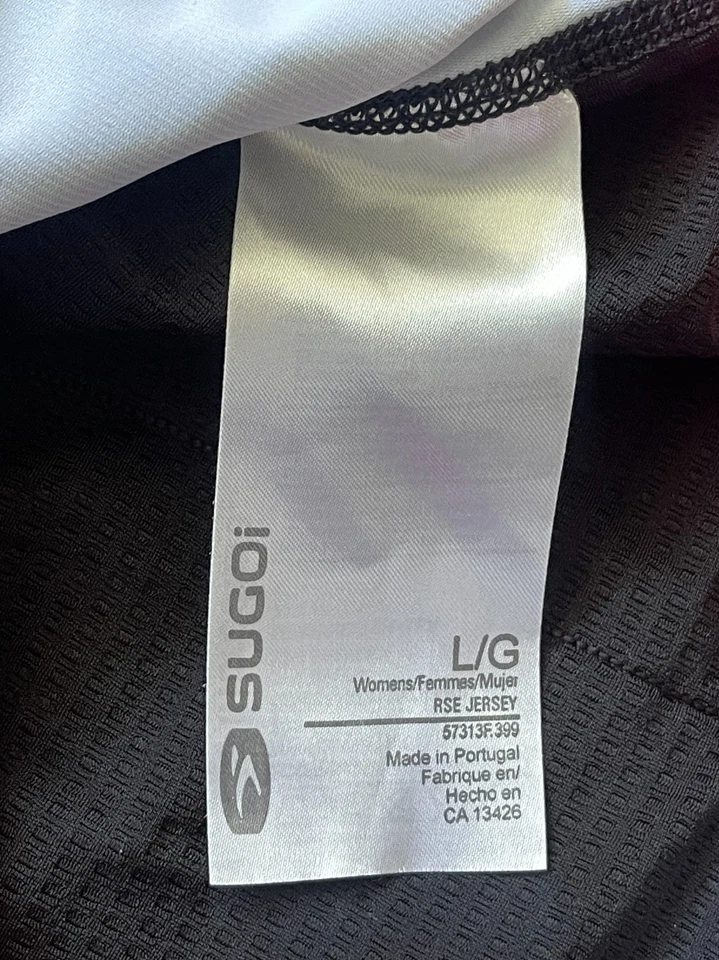 SUGOi
L/G
Womens/Femmes/Mujer
RSE JERSEY
57313F.399
Made in Portugal
Fabrique en/
Hecho en
CA 13426